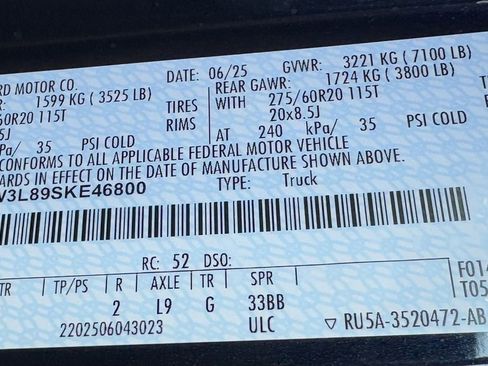 RD MOTOR CO. DATE: 06/25 GVWR: 3221 KG ( 7100 LB)
R: 1599 KG ( 3525 LB) REAR GAWR: 1724 KG ( 3800 LB)
60R20 115T TIRES WITH 275/60R20 115T
5J RIMS 20x8.5J
Pa/ 35 PSI COLD AT 240 kPa/ 35 PSI COLD
CONFORMS TO ALL APPLICABLE FEDERAL MOTOR VEHICLE
ARDS IN EFFECT ON THE DATE OF MANUFACTURE SHOWN ABOVE.
V3L89SKE46800 TYPE: Truck
RC: 52 DSO:
TR TP/PS R AXLE TR SPR F014
2 L9 G 33BB T05
2202506043023 ULC ▽ RU5A-3520472-AB